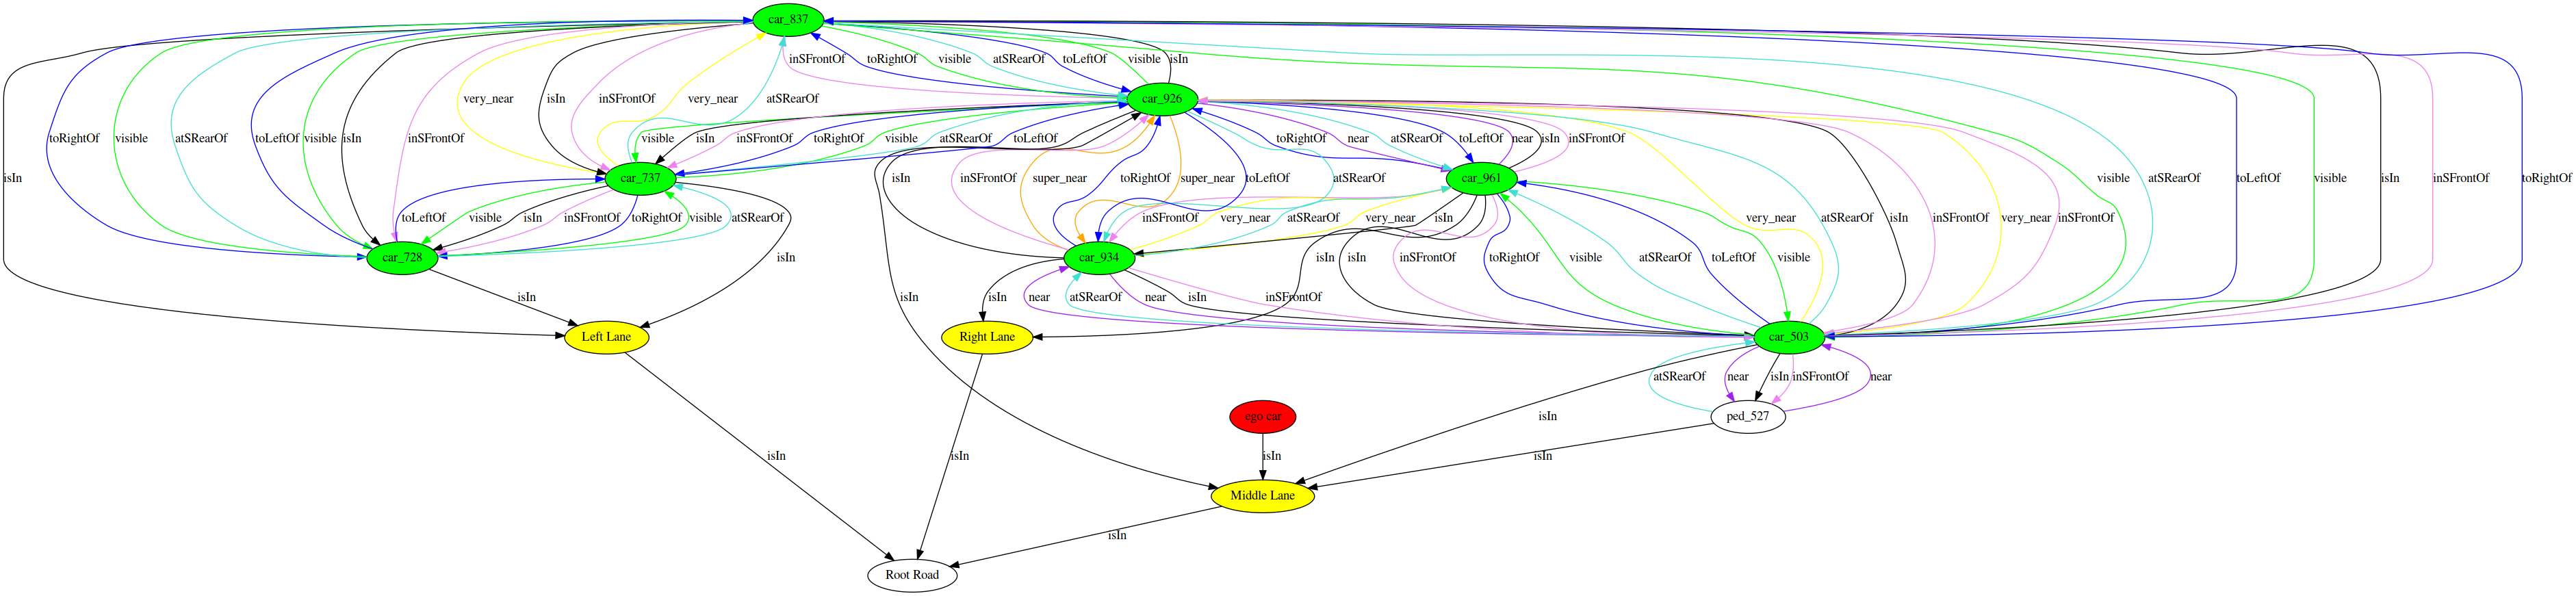 car_837
inSFrontOf toRightOf visible atSRearOf toLeftOf visible isIn
very_near isIn inSFrontOf very_near atSRearOf car_926
toRightOf visible atSRearOf toLeftOf visible isIn inSFrontOf visible isIn inSFrontOf toRightOf visible atSRearOf toLeftOf toRightOf near atSRearOf toLeftOf near isIn inSFrontOf
isIn car_737 isIn inSFrontOf super_near toRightOf super_near toLeftOf atSRearOf car_961 visible atSRearOf toLeftOf visible isIn inSFrontOf toRightOf
toLeftOf visible isIn inSFrontOf toRightOf visible atSRearOf inSFrontOf very_near atSRearOf very_near isIn very_near atSRearOf isIn inSFrontOf very_near inSFrontOf
car_728 isIn car_934 isIn isIn inSFrontOf toRightOf visible atSRearOf toLeftOf visible
isIn isIn isIn near atSRearOf near isIn inSFrontOf
Left Lane Right Lane car_503
atSRearOf near isIn inSFrontOf near
ego car isIn ped_527
isIn isIn isIn isIn
Middle Lane
isIn
Root Road